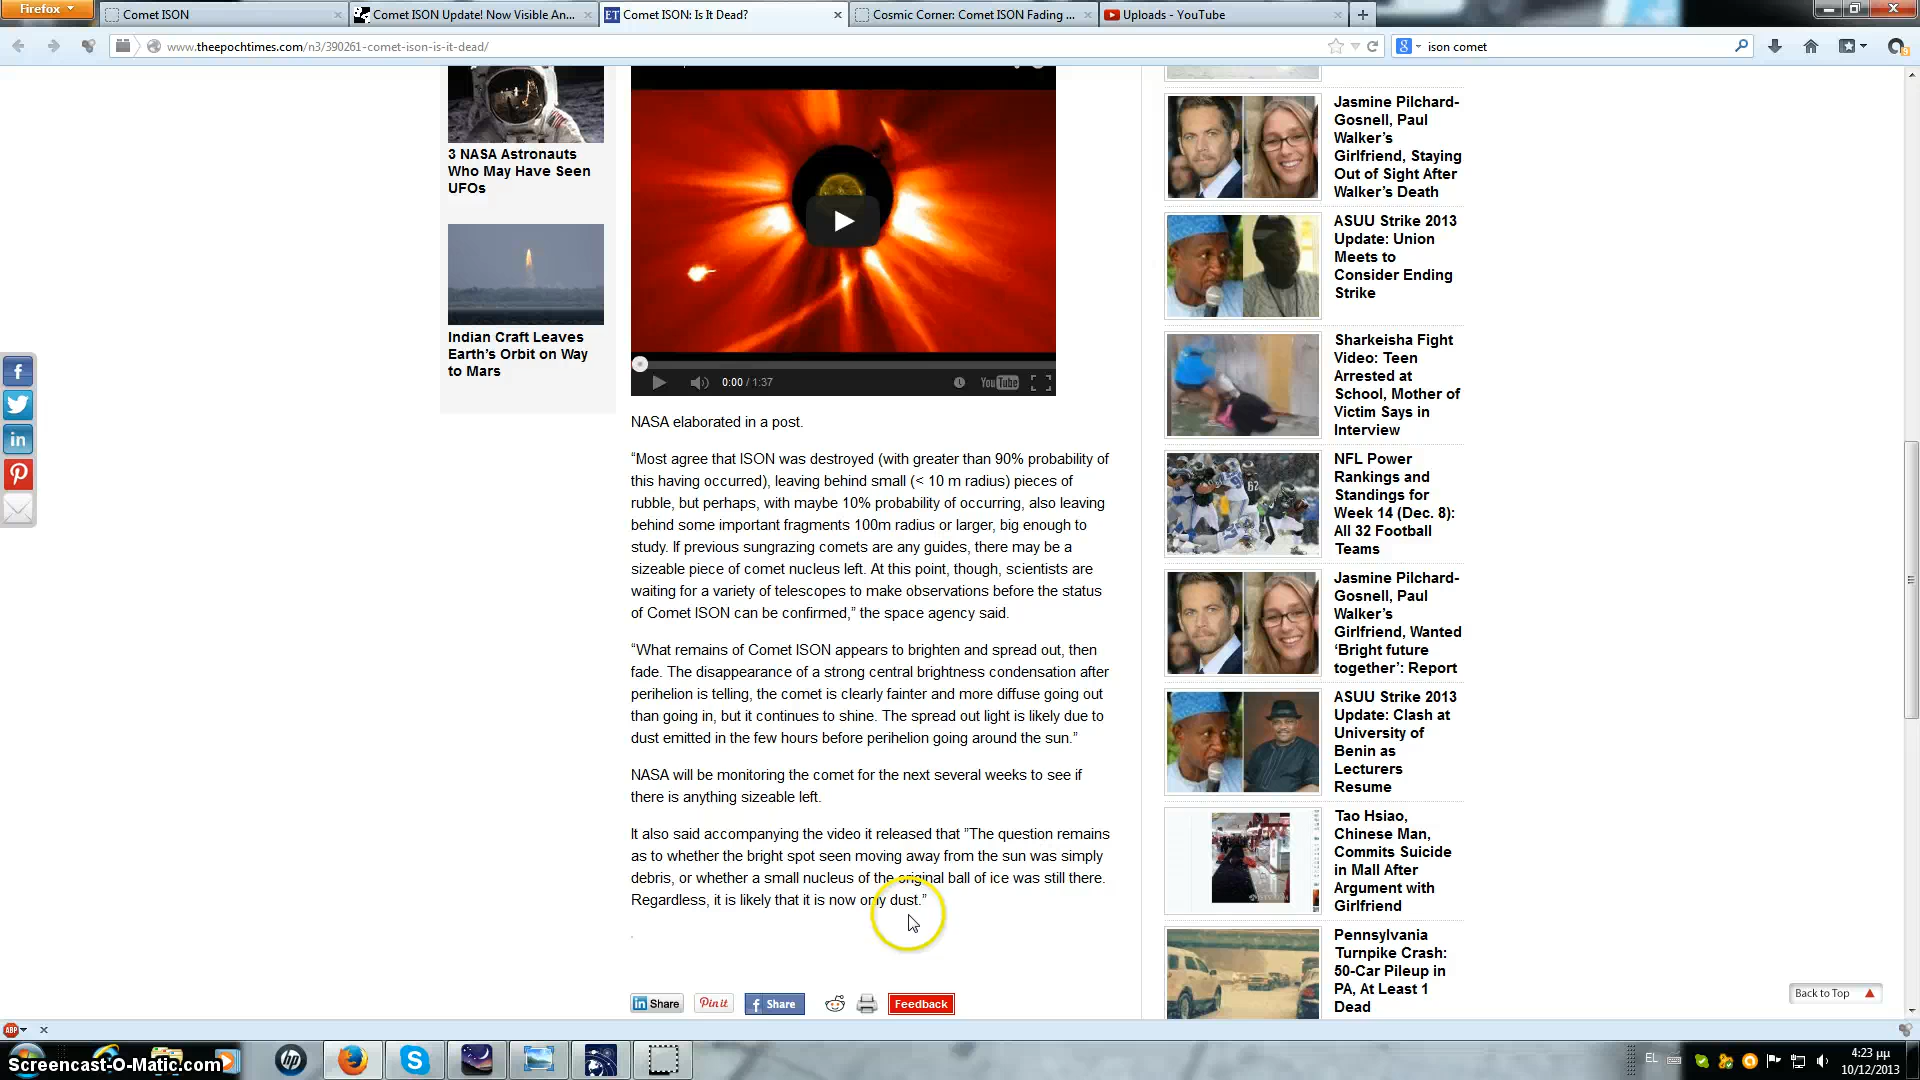 Firefox
Comet ISON
Comet ISON Update! Now Visible An...
ET Comet ISON: Is It Dead?
Cosmic Corner: Comet ISON Fading ...
Uploads - YouTube
www.theepochtimes.com/n3/390261-comet-ison-is-it-dead/
ison comet
3 NASA Astronauts
Who May Have Seen
UFOs
Indian Craft Leaves
Earth's Orbit on Way
to Mars
0:00 / 1:37
YouTube
NASA elaborated in a post.
“Most agree that ISON was destroyed (with greater than 90% probability of
this having occurred), leaving behind small (< 10 m radius) pieces of
rubble, but perhaps, with maybe 10% probability of occurring, also leaving
behind some important fragments 100m radius or larger, big enough to
study. If previous sungrazing comets are any guides, there may be a
sizeable piece of comet nucleus left. At this point, though, scientists are
waiting for a variety of telescopes to make observations before the status
of Comet ISON can be confirmed,” the space agency said.
“What remains of Comet ISON appears to brighten and spread out, then
fade. The disappearance of a strong central brightness condensation after
perihelion is telling, the comet is clearly fainter and more diffuse going out
than going in, but it continues to shine. The spread out light is likely due to
dust emitted in the few hours before perihelion going around the sun.”
NASA will be monitoring the comet for the next several weeks to see if
there is anything sizeable left.
It also said accompanying the video it released that ”The question remains
as to whether the bright spot seen moving away from the sun was simply
debris, or whether a small nucleus of the original ball of ice was still there.
Regardless, it is likely that it is now only dust.”
in Share
Pin it
f Share
Feedback
Jasmine Pilchard-
Gosnell, Paul
Walker's
Girlfriend, Staying
Out of Sight After
Walker's Death
ASUU Strike 2013
Update: Union
Meets to
Consider Ending
Strike
Sharkeisha Fight
Video: Teen
Arrested at
School, Mother of
Victim Says in
Interview
NFL Power
Rankings and
Standings for
Week 14 (Dec. 8):
All 32 Football
Teams
Jasmine Pilchard-
Gosnell, Paul
Walker's
Girlfriend, Wanted
‘Bright future
together’: Report
ASUU Strike 2013
Update: Clash at
University of
Benin as
Lecturers
Resume
Tao Hsiao,
Chinese Man,
Commits Suicide
in Mall After
Argument with
Girlfriend
Pennsylvania
Turnpike Crash:
50-Car Pileup in
PA, At Least 1
Dead
Back to Top
ABP
Screencast-O-Matic.com
hp
EL
4:23 μμ
10/12/2013